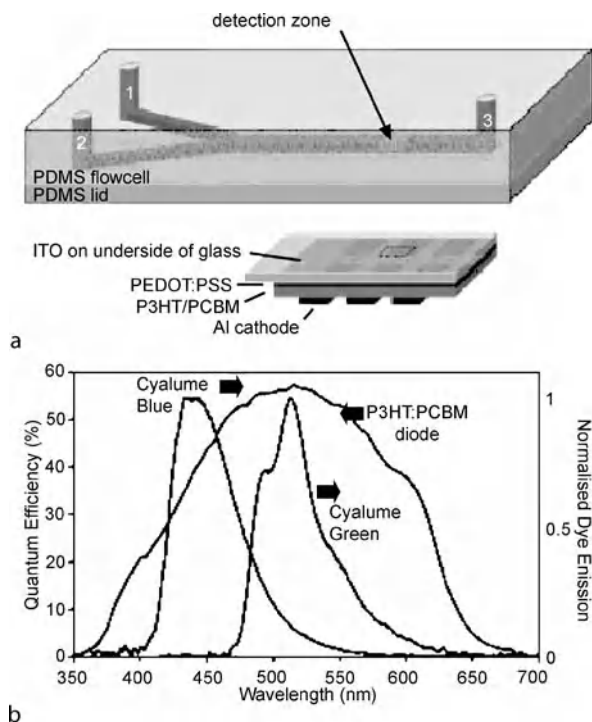 detection zone
1
2
3
PDMS flowcell
PDMS lid
ITO on underside of glass
PEDOT:PSS
P3HT/PCBM
Al cathode
a
60
50
40
30
20
10
0
Quantum Efficiency (%)
Cyalume
Blue
P3HT:PCBM
diode
Cyalume
Green
1
0.5
0
Normalised Dye Enission
350
400
450
500
550
600
650
700
Wavelength (nm)
b